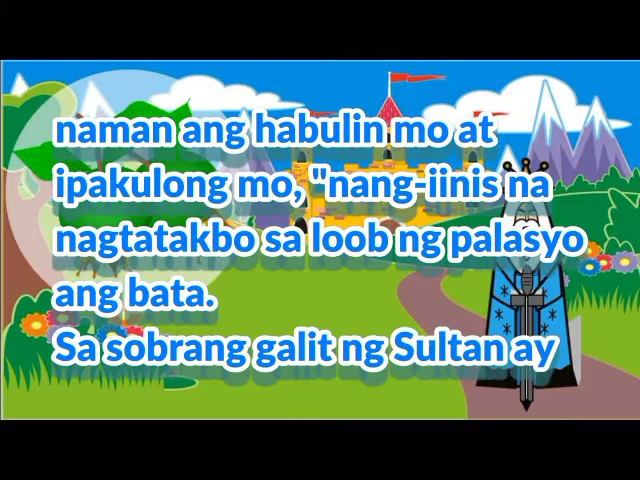 naman ang habulin mo at
ipakulong mo, "nang-iinis na
nagtatakbo sa loob ng palasyo
ang bata.
Sa sobrang galit ng Sultan ay